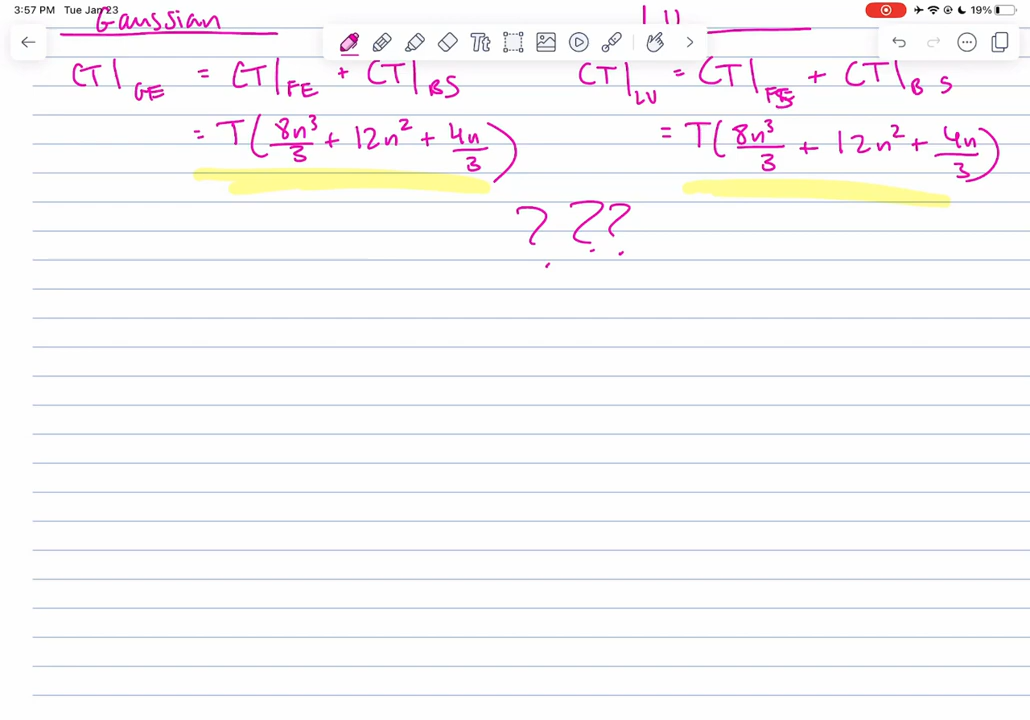 3:57 PM Tue Jan 23
19%
Gaussian
LU
Tt
CT|GE = CT|FE + CT|BS
CT|LU = CT| + CT|BS
= T(8n³/3 + 12n² + 4n/3)
= T(8n³/3 + 12n² + 4n/3)
? ??